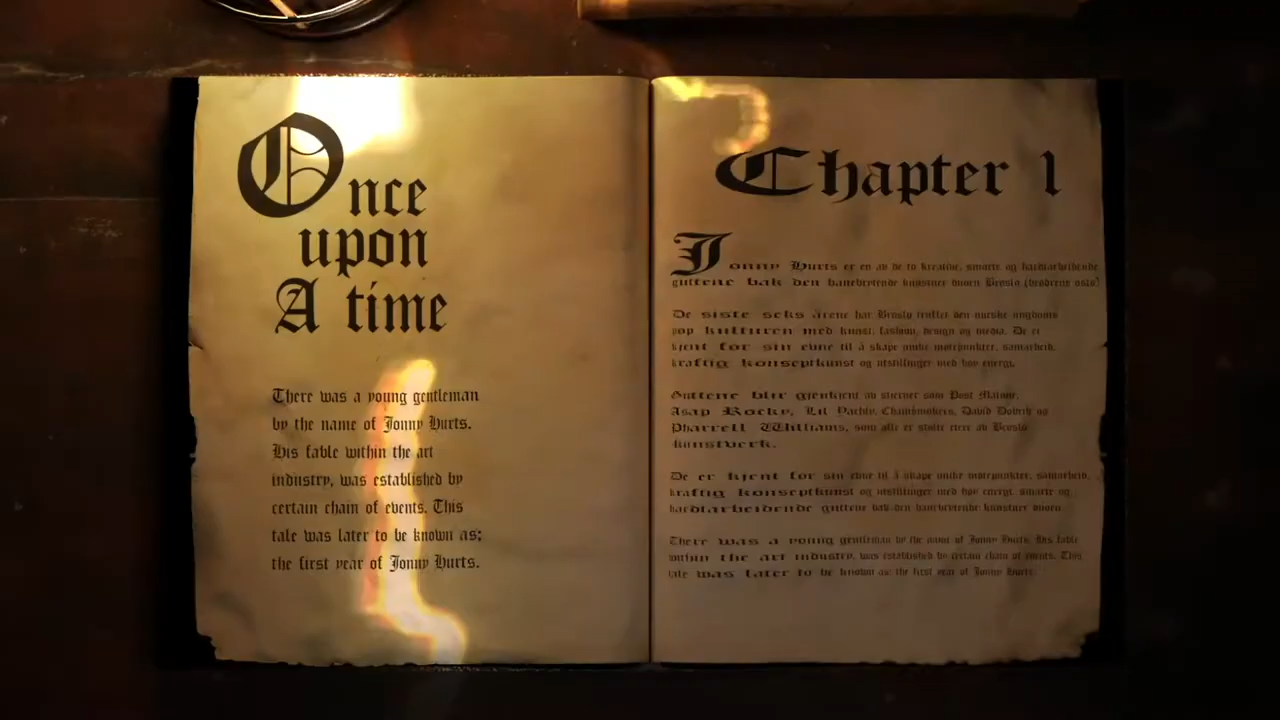 Once
upon
A time
There was a young gentleman
by the name of Jonny Hurts.
His fable within the art
industry, was established by
certain chain of events. This
tale was later to be known as;
the first year of Jonny Hurts.
Chapter 1
Jonny Hurts er en av de to kreative, smarte og hardtarbeidende
guttene bak den banebrytende kunstner duoen Broslo (brodrene oslo)
De siste seks årene har Broslo truffet den norske ungdoms
pop kulturen med kunst, fashion, design og media. De er
kjent for sin evne til å skape unike møtepunkter, samarbeid,
kraftig konseptkunst og utstillinger med høy energi.
Guttene blir gjenkjent av stjerner som Post Malone,
Asap Rocky, Lil Yachty, Chainsmokers, David Dobrik og
Pharrell Williams, som alle er stolte eiere av Broslo
kunstverk.
De er kjent for sin evne til å skape unike møtepunkter, samarbeid,
kraftig konseptkunst og utstillinger med høy energi. smarte og
hardtarbeidende guttene bak den banebrytende kunstner duoen
There was a young gentleman by the name of Jonny Hurts. His fable
within the art industry, was established by certain chain of events. This
tale was later to be known as: the first year of Jonny Hurts.